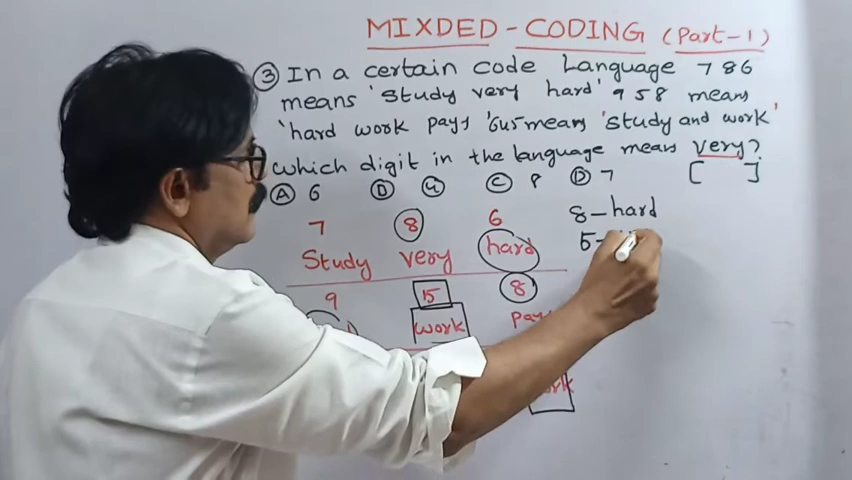 MIXDED - CODING (Part-1)
③ In a certain code Language 786
means 'Study very hard' 958 means
'hard work pays '645 means 'Study and work'
which digit in the language means very?
Ⓐ 6 Ⓓ ④ Ⓒ 8 Ⓓ 7 [ ]
7 8 6 8 - hard
Study very hard 5 -
9 5 8
work pay